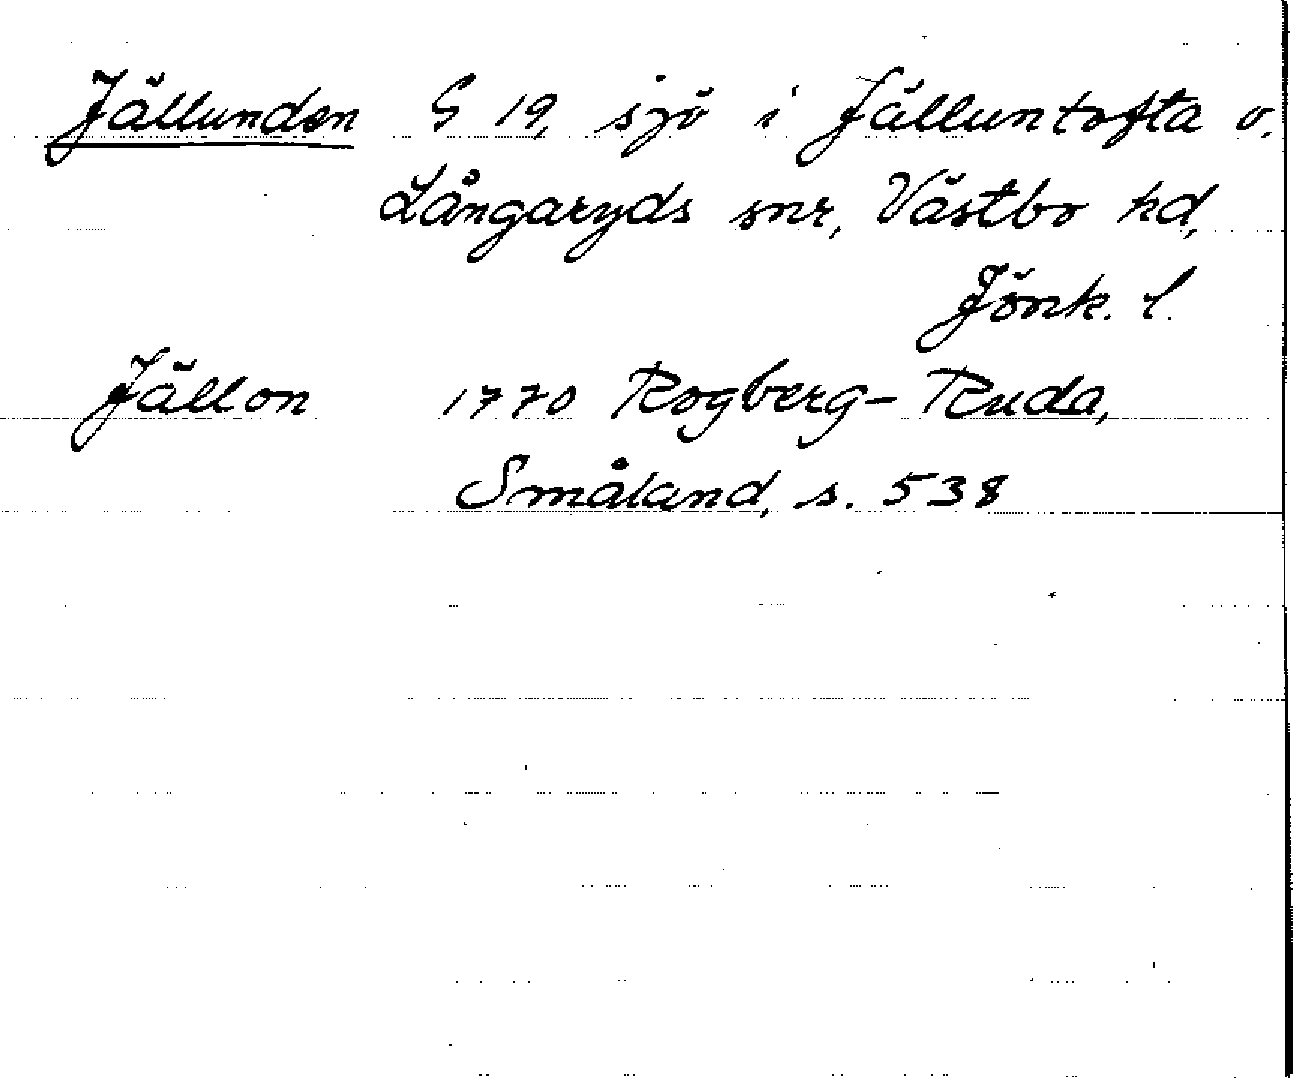 Jällunden G 19, sjö i Jälluntofta o.
Långaryds snr, Västbo hd,
Jönk. l.
Jällon 1770 Rogberg-Ruda,
Småland, s. 538